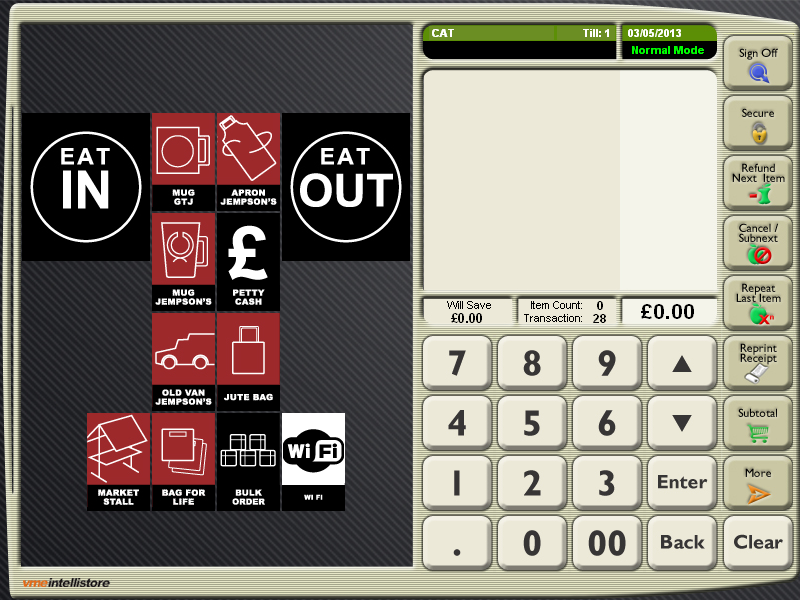 EAT
IN
MUG
GTJ
APRON
JEMPSON'S
EAT
OUT
MUG
JEMPSON'S
£
PETTY
CASH
OLD VAN
JEMPSON'S
JUTE BAG
MARKET
STALL
BAG FOR
LIFE
BULK
ORDER
Wi Fi
WI FI
vmeintellistore
CAT Till: 1
03/05/2013
Normal Mode
Will Save
£0.00
Item Count: 0
Transaction: 28
£0.00
7 8 9
4 5 6
1 2 3 Enter
. 0 00 Back Clear
Sign Off
Secure
Refund
Next Item
Cancel /
Subnext
Repeat
Last Item
Reprint
Receipt
Subtotal
More